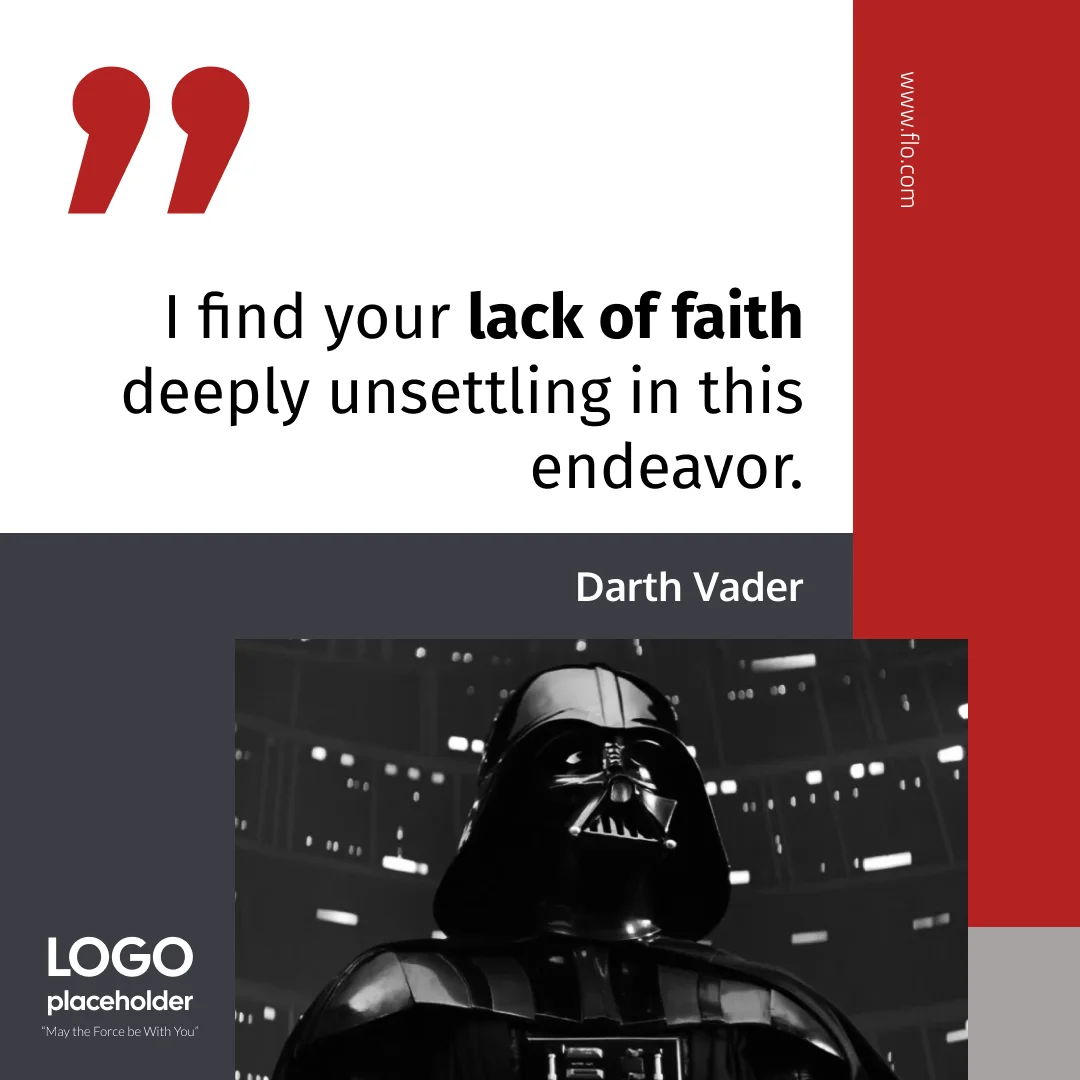 ”
www.flo.com
I find your lack of faith
deeply unsettling in this
endeavor.
Darth Vader
LOGO
placeholder
“May the Force be With You”